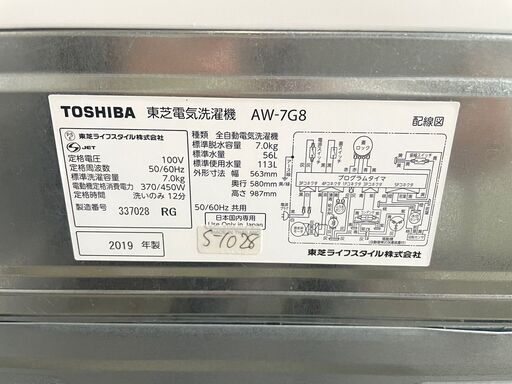 TOSHIBA 東芝電気洗濯機 AW-7G8
配線図
東芝ライフスタイル株式会社
JET
定格電圧 100V
定格周波数 50/60Hz
標準洗濯容量 7.0kg
電動機定格消費電力 370/450W
定格時間 洗いのみ 12分
製造番号 337028 RG
2019 年製
種類 全自動電気洗濯機
標準脱水容量 7.0kg
標準水量 56L
標準使用水量 113L
外形寸法 幅 563mm
奥行 580mm
高さ 987mm
50/60Hz 共用
日本国内専用
Use Only in Japan
S-1028
プログラムタイマ
東芝ライフスタイル株式会社